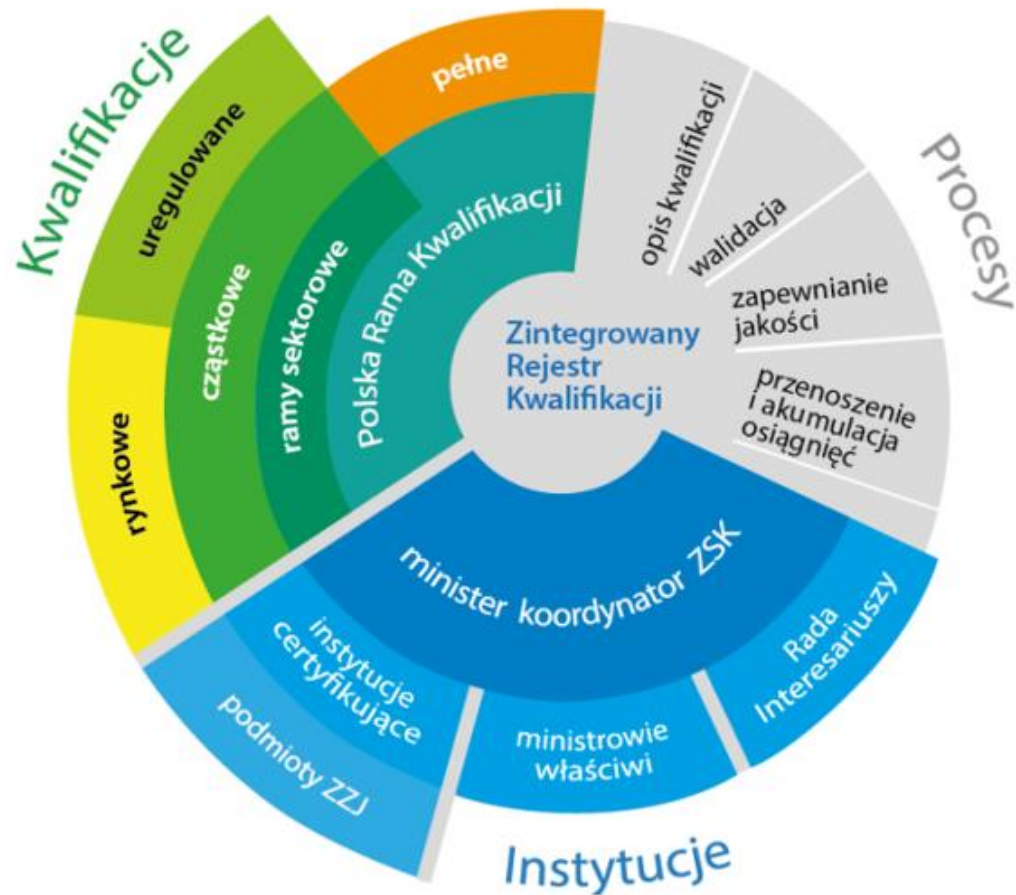 Kwalifikacje
uregulowane
rynkowe
cząstkowe
pełne
ramy sektorowe
Polska Rama Kwalifikacji
Zintegrowany
Rejestr
Kwalifikacji
Procesy
opis kwalifikacji
walidacja
zapewnianie
jakości
przenoszenie
i akumulacja
osiągnięć
minister koordynator ZSK
instytucje
certyfikujące
podmioty ZZJ
ministrowie
właściwi
Rada
Interesariuszy
Instytucje